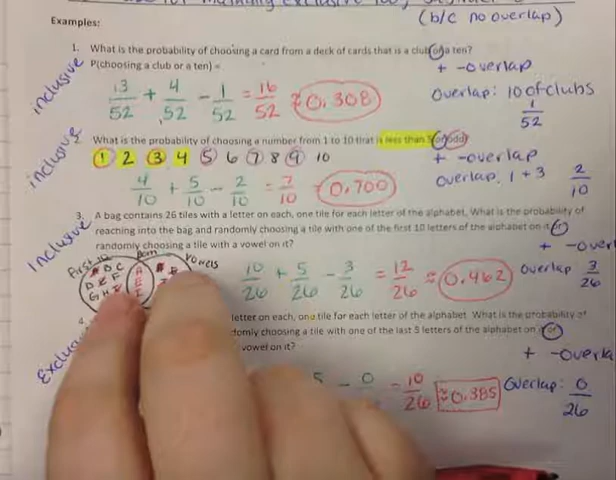 (b/c no overlap)
Examples:
1. What is the probability of choosing a card from a deck of cards that is a club or a ten?
P(choosing a club or a ten) =
inclusive
+ -overlap
13/52 + 4/52 - 1/52 = 16/52 ≈ 0.308
Overlap: 10 of clubs
1/52
inclusive
2. What is the probability of choosing a number from 1 to 10 that is less than 5 or odd?
1 2 3 4 5 6 7 8 9 10
+ -overlap
overlap: 1 + 3 2/10
4/10 + 5/10 - 2/10 = 7/10 = 0.700
Inclusive
3. A bag contains 26 tiles with a letter on each, one tile for each letter of the alphabet. What is the probability of
reaching into the bag and randomly choosing a tile with one of the first 10 letters of the alphabet on it or
randomly choosing a tile with a vowel on it?
+ -over
First 10
Both
vowels
10/26 + 5/26 - 3/26 = 12/26 ≈ 0.462
Overlap 3/26
letter on each, one tile for each letter of the alphabet. What is the probability of
domly choosing a tile with one of the last 5 letters of the alphabet on it or
vowel on it?
+ -overla
5 - 0 - 10/26 ≈ 0.385
Overlap: 0/26